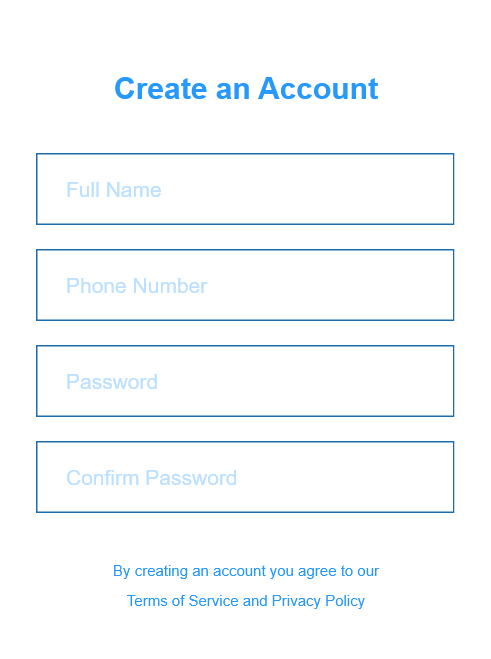 Create an Account
Full Name
Phone Number
Password
Confirm Password
By creating an account you agree to our
Terms of Service and Privacy Policy